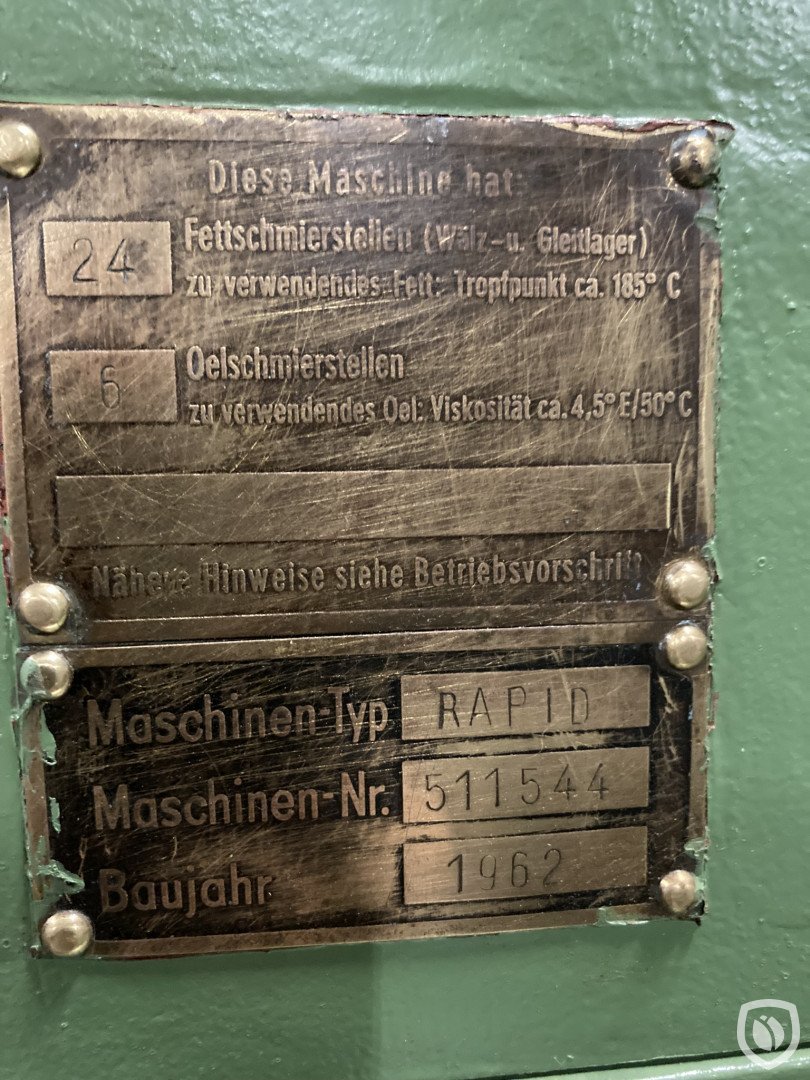 Diese Maschine hat:
24 Fettschmierstellen (Wälz-u. Gleitlager)
zu verwendendes Fett: Tropfpunkt ca. 185° C
6 Oelschmierstellen
zu verwendendes Oel: Viskosität ca. 4,5° E/50° C
Nähere Hinweise siehe Betriebsvorschrift
Maschinen-Typ RAPID
Maschinen-Nr. 511544
Baujahr 1962